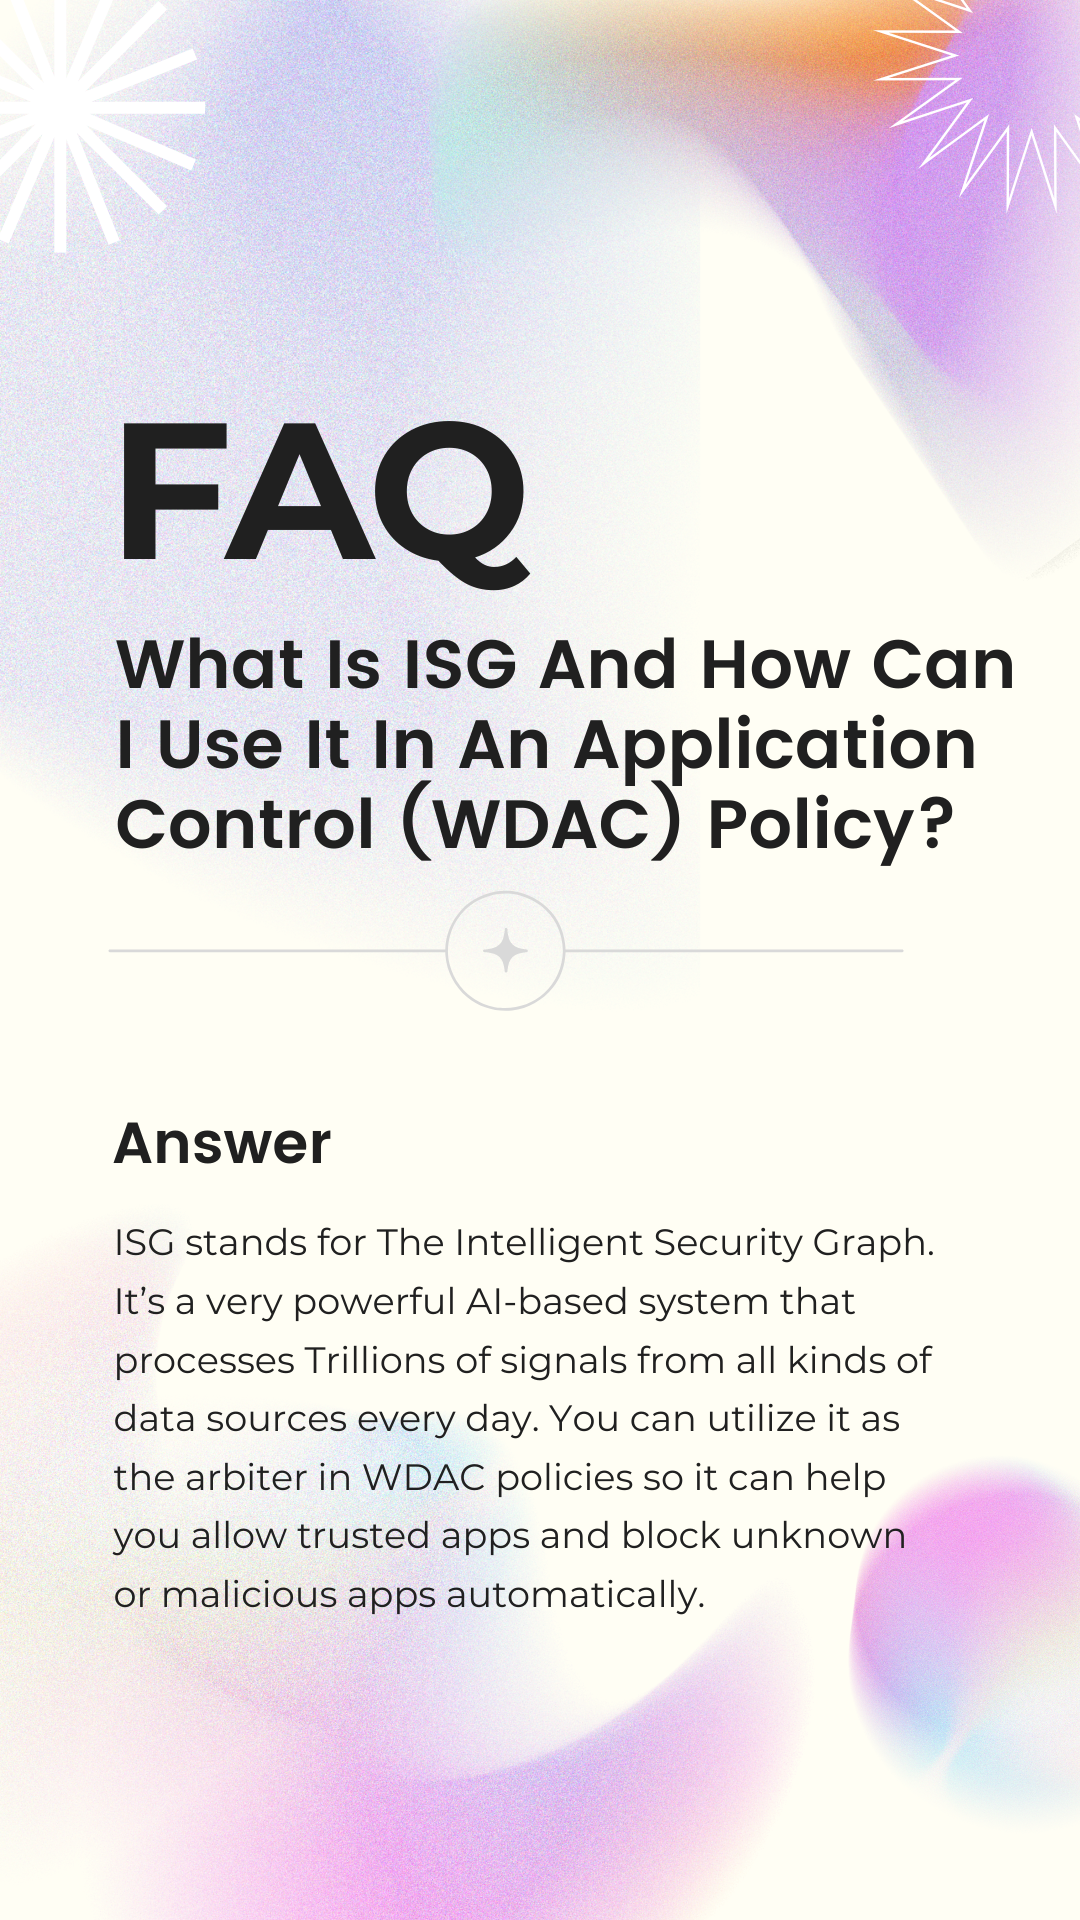 FAQ
What Is ISG And How Can
I Use It In An Application
Control (WDAC) Policy?
Answer
ISG stands for The Intelligent Security Graph.
It’s a very powerful AI-based system that
processes Trillions of signals from all kinds of
data sources every day. You can utilize it as
the arbiter in WDAC policies so it can help
you allow trusted apps and block unknown
or malicious apps automatically.